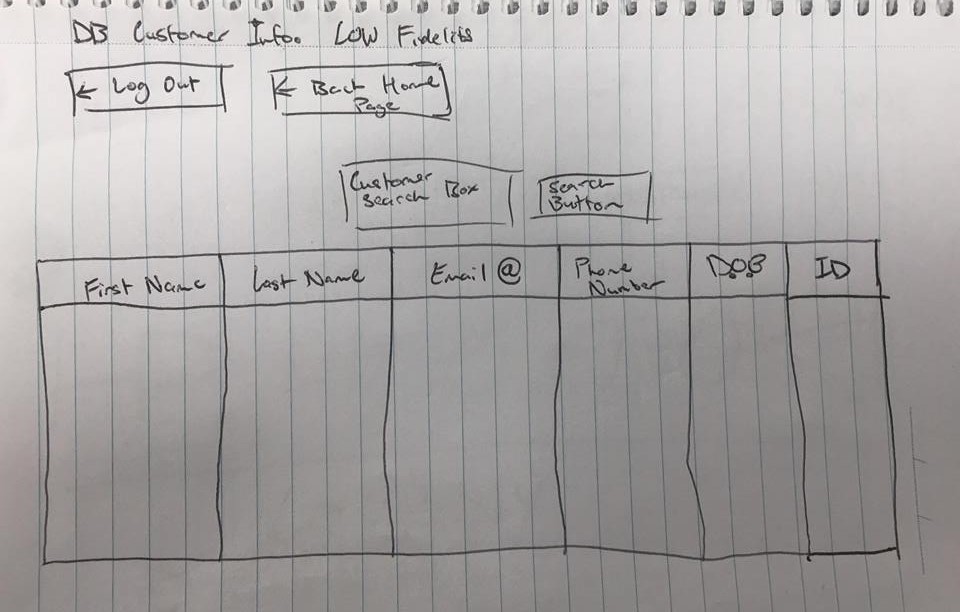 DB Customer Info. LOW Fidelity
← Log Out
← Back Home
Page
Customer
Search Box
Search
Button
First Name
Last Name
Email @
Phone
Number
D.O.B
ID